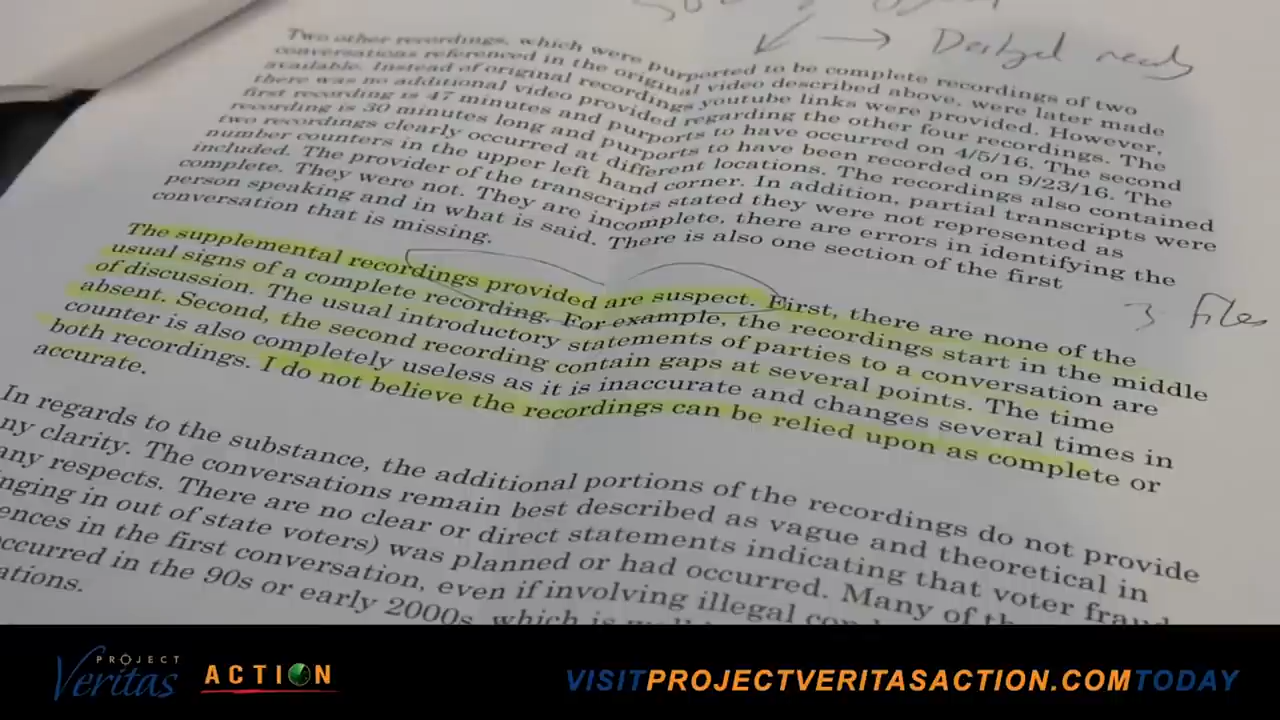 Two other recordings, which were purported to be complete recordings of two
conversations referenced in the original video described above, were later made
available. Instead of original recordings youtube links were provided. However,
there was no additional video provided regarding the other four recordings. The
first recording is 47 minutes and purports to have occurred on 4/5/16. The second
recording is 30 minutes long and purports to have been recorded on 9/23/16. The
two recordings clearly occurred at different locations. The recordings also contained
number counters in the upper left hand corner. In addition, partial transcripts were
included. The provider of the transcripts stated they were not represented as
complete. They were not. They are incomplete, there are errors in identifying the
person speaking and in what is said. There is also one section of the first
conversation that is missing.
3 files
The supplemental recordings provided are suspect. First, there are none of the
usual signs of a complete recording. For example, the recordings start in the middle
of discussion. The usual introductory statements of parties to a conversation are
absent. Second, the second recording contain gaps at several points. The time
counter is also completely useless as it is inaccurate and changes several times in
both recordings. I do not believe the recordings can be relied upon as complete or
accurate.
In regards to the substance, the additional portions of the recordings do not provide
ny clarity. The conversations remain best described as vague and theoretical in
any respects. There are no clear or direct statements indicating that voter frau
nging in out of state voters) was planned or had occurred. Many of th
ences in the first conversation, even if involving illegal
ccurred in the 90s or early 2000s, which is
ations.
PROJECT
Veritas ACTION
VISITPROJECTVERITASACTION.COMTODAY